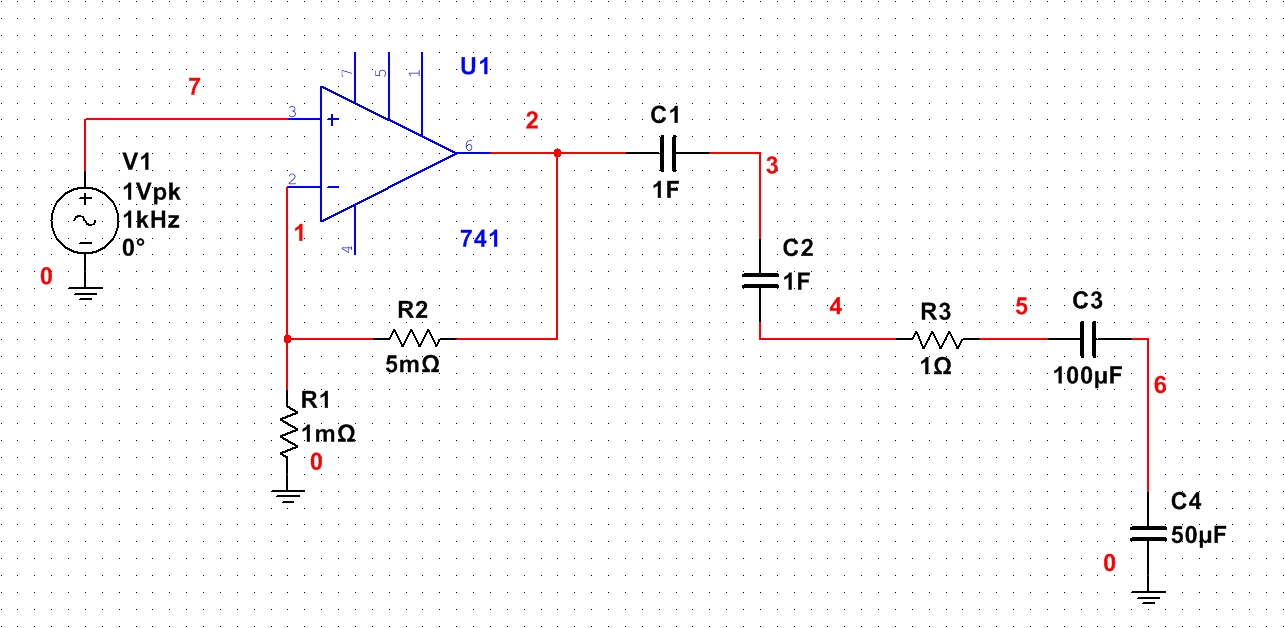 7
V1
1Vpk
1kHz
0°
0
3
2
7
5
1
4
6
+
−
U1
741
1
2
R2
5mΩ
R1
1mΩ
0
C1
1F
3
C2
1F
4
R3
1Ω
5
C3
100µF
6
C4
50µF
0